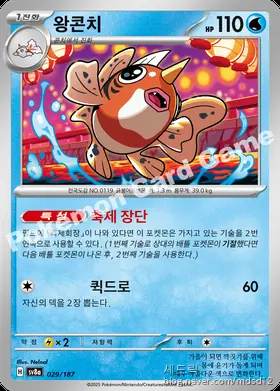 1진화
왕콘치
HP 110
콘치에서 진화
전국도감 NO.0119 금붕어포켓몬 키 1.3 m 몸무게 39.0 kg
특성 축제 장단
필드에 「축제회장」이 나와 있다면 이 포켓몬은 가지고 있는 기술을 2번
연속으로 사용할 수 있다. (1번째 기술로 상대의 배틀 포켓몬이 기절했다면
다음 배틀 포켓몬이 나온 후, 2번째 기술을 사용한다.)
퀵드로 60
자신의 덱을 2장 뽑는다.
약점 ×2 저항력 후퇴
Illus.
H sv8a 029/187
©2025 Pokémon/Nintendo/Creatures/GAME FREAK
Pokémon Card Game